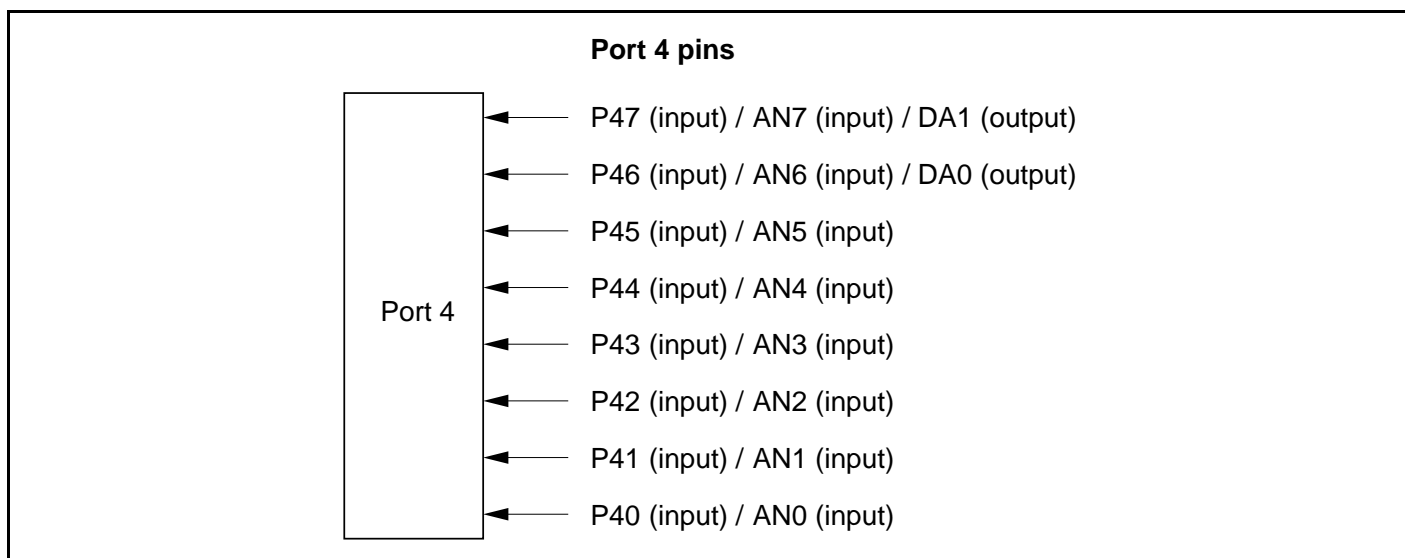 Port 4 pins
P47 (input) / AN7 (input) / DA1 (output)
P46 (input) / AN6 (input) / DA0 (output)
P45 (input) / AN5 (input)
P44 (input) / AN4 (input)
Port 4
P43 (input) / AN3 (input)
P42 (input) / AN2 (input)
P41 (input) / AN1 (input)
P40 (input) / AN0 (input)